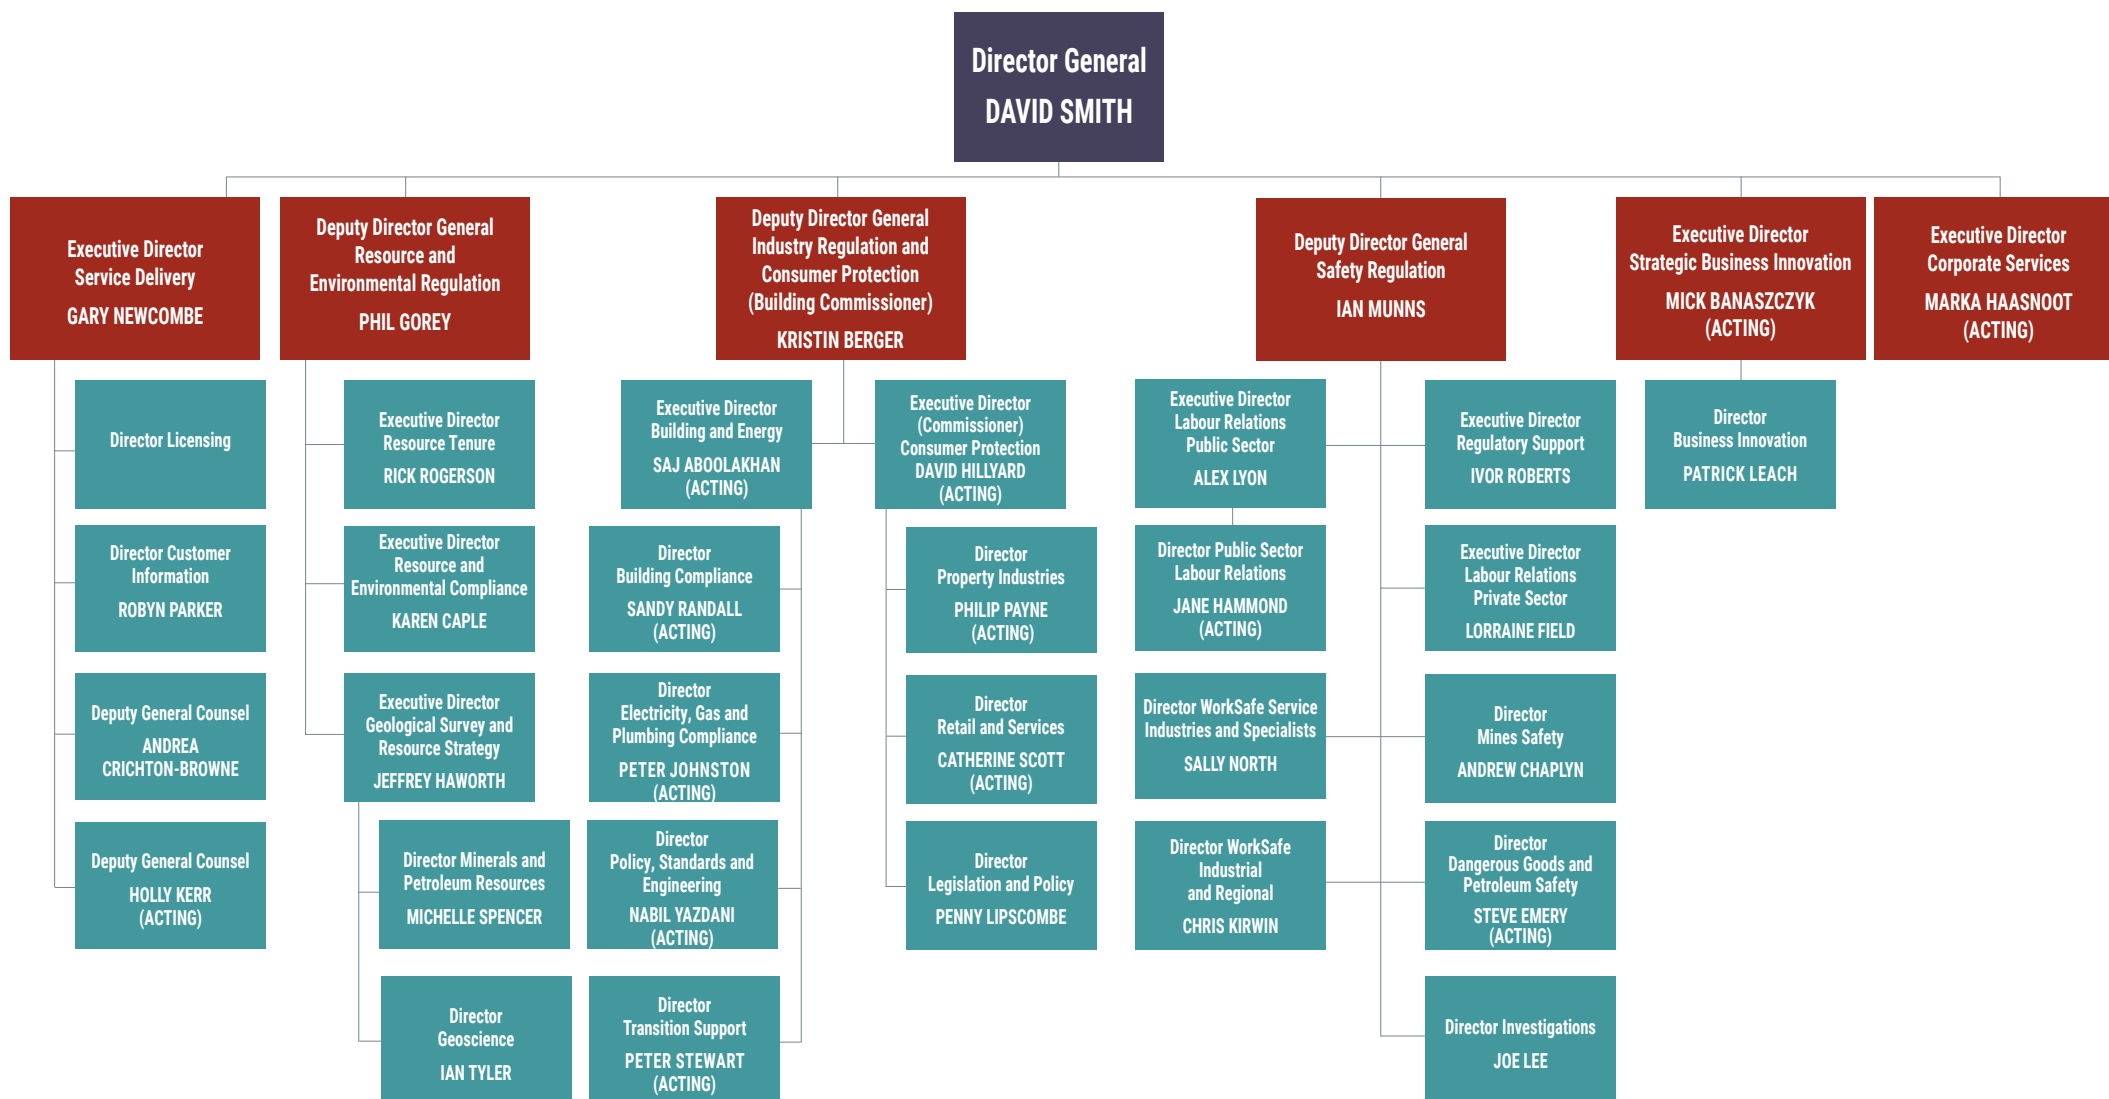 Director General
DAVID SMITH
Executive Director
Service Delivery
GARY NEWCOMBE
Deputy Director General
Resource and
Environmental Regulation
PHIL GOREY
Deputy Director General
Industry Regulation and
Consumer Protection
(Building Commissioner)
KRISTIN BERGER
Deputy Director General
Safety Regulation
IAN MUNNS
Executive Director
Strategic Business Innovation
MICK BANASZCZYK
(ACTING)
Executive Director
Corporate Services
MARKA HAASNOOT
(ACTING)
Director Licensing
Director Customer
Information
ROBYN PARKER
Deputy General Counsel
ANDREA
CRICHTON-BROWNE
Deputy General Counsel
HOLLY KERR
(ACTING)
Executive Director
Resource Tenure
RICK ROGERSON
Executive Director
Resource and
Environmental Compliance
KAREN CAPLE
Executive Director
Geological Survey and
Resource Strategy
JEFFREY HAWORTH
Director Minerals and
Petroleum Resources
MICHELLE SPENCER
Director
Geoscience
IAN TYLER
Executive Director
Building and Energy
SAJ ABOOLAKHAN
(ACTING)
Director
Building Compliance
SANDY RANDALL
(ACTING)
Director
Electricity, Gas and
Plumbing Compliance
PETER JOHNSTON
(ACTING)
Director
Policy, Standards and
Engineering
NABIL YAZDANI
(ACTING)
Director
Transition Support
PETER STEWART
(ACTING)
Executive Director
(Commissioner)
Consumer Protection
DAVID HILLYARD
(ACTING)
Director
Property Industries
PHILIP PAYNE
(ACTING)
Director
Retail and Services
CATHERINE SCOTT
(ACTING)
Director
Legislation and Policy
PENNY LIPSCOMBE
Executive Director
Labour Relations
Public Sector
ALEX LYON
Director Public Sector
Labour Relations
JANE HAMMOND
(ACTING)
Director WorkSafe Service
Industries and Specialists
SALLY NORTH
Director WorkSafe
Industrial
and Regional
CHRIS KIRWIN
Executive Director
Regulatory Support
IVOR ROBERTS
Executive Director
Labour Relations
Private Sector
LORRAINE FIELD
Director
Mines Safety
ANDREW CHAPLYN
Director
Dangerous Goods and
Petroleum Safety
STEVE EMERY
(ACTING)
Director Investigations
JOE LEE
Director
Business Innovation
PATRICK LEACH